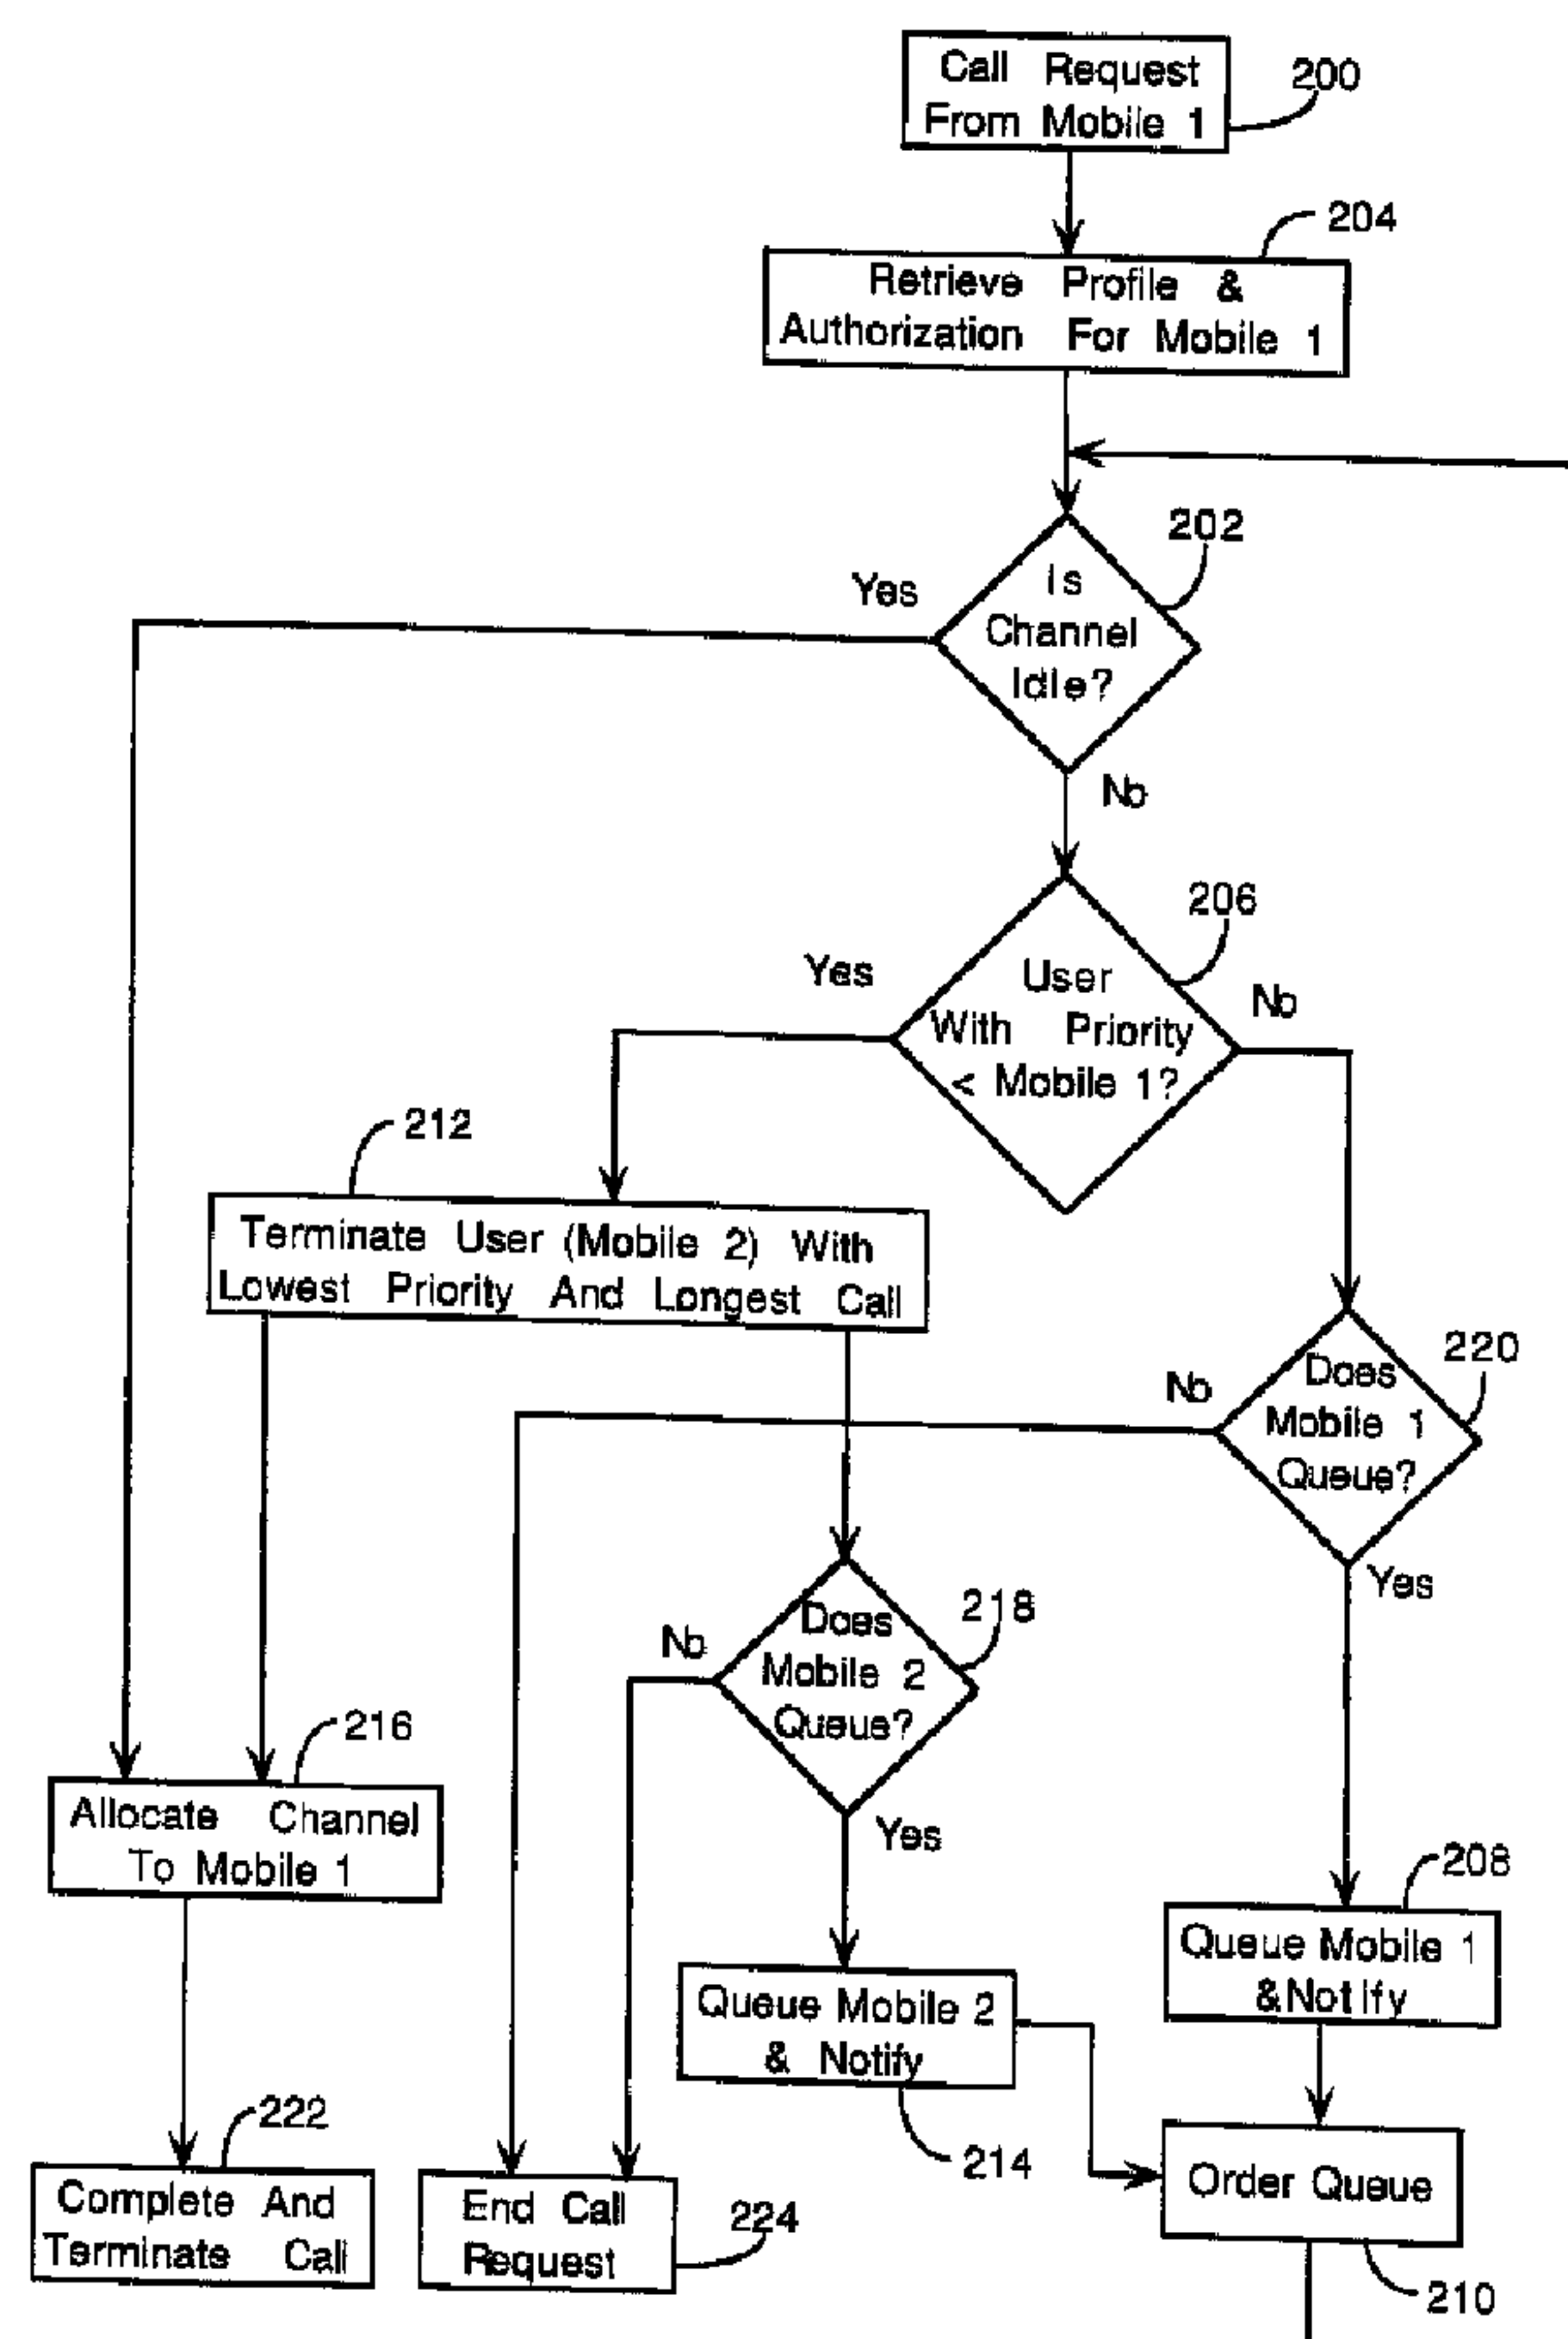 Call Request
From Mobile 1
200
204
Retrieve Profile &
Authorization For Mobile 1
202
Yes
Is
Channel
Idle?
No
206
Yes
User
With Priority
< Mobile 1?
No
212
Terminate User (Mobile 2) With
Lowest Priority And Longest Call
220
No
Does
Mobile 1
Queue?
Yes
218
No
Does
Mobile 2
Queue?
Yes
216
Allocate Channel
To Mobile 1
208
Queue Mobile 1
&Notify
Queue Mobile 2
& Notify
214
222
Complete And
Terminate Call
End Call
Request
224
Order Queue
210